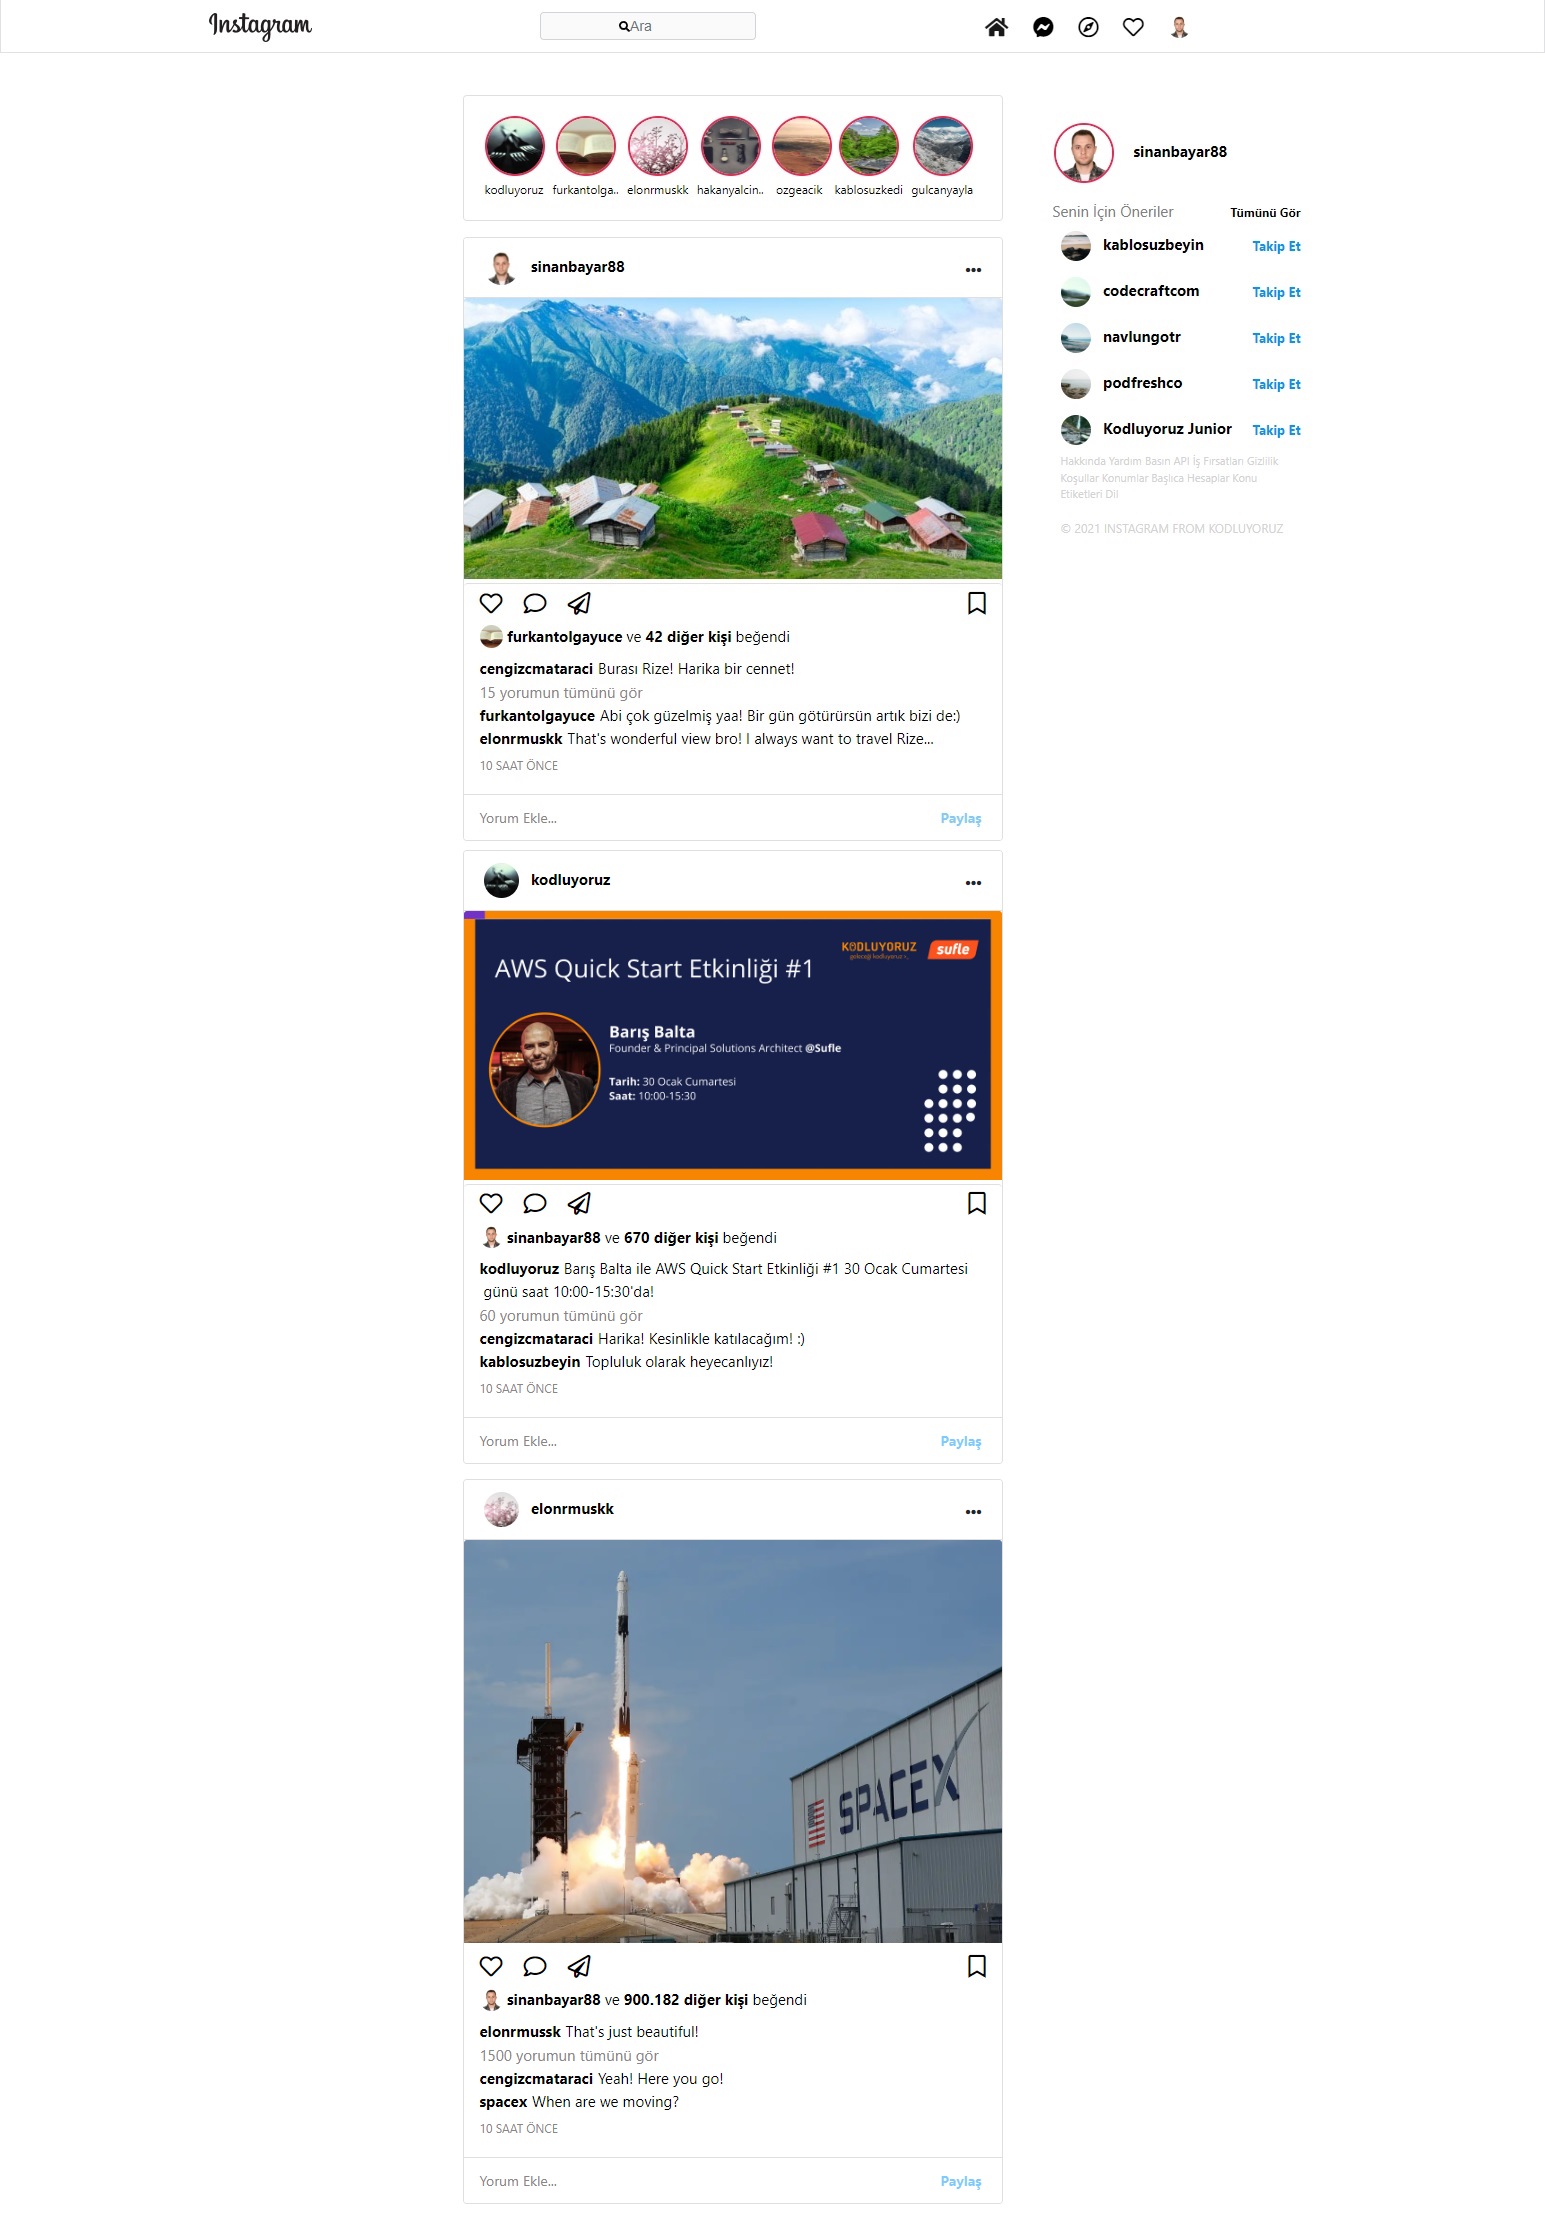 Instagram
Ara
kodluyoruz furkantolga.. elonrmuskk hakanyalcin.. ozgeacik kablosuzkedi gulcanyayla
sinanbayar88
Senin İçin Öneriler Tümünü Gör
kablosuzbeyin Takip Et
codecraftcom Takip Et
navlungotr Takip Et
podfreshco Takip Et
Kodluyoruz Junior Takip Et
Hakkında Yardım Basın API İş Fırsatları Gizlilik
Koşullar Konumlar Başlıca Hesaplar Konu
Etiketleri Dil
© 2021 INSTAGRAM FROM KODLUYORUZ
sinanbayar88
furkantolgayuce ve 42 diğer kişi beğendi
cengizcmataraci Burası Rize! Harika bir cennet!
15 yorumun tümünü gör
furkantolgayuce Abi çok güzelmiş yaa! Bir gün götürürsün artık bizi de:)
elonrmuskk That's wonderful view bro! I always want to travel Rize...
10 SAAT ÖNCE
Yorum Ekle... Paylaş
kodluyoruz
KODLUYORUZ sufle
geleceği kodluyoruz >_
AWS Quick Start Etkinliği #1
Barış Balta
Founder & Principal Solutions Architect @Sufle
Tarih: 30 Ocak Cumartesi
Saat: 10:00-15:30
sinanbayar88 ve 670 diğer kişi beğendi
kodluyoruz Barış Balta ile AWS Quick Start Etkinliği #1 30 Ocak Cumartesi
günü saat 10:00-15:30'da!
60 yorumun tümünü gör
cengizcmataraci Harika! Kesinlikle katılacağım! :)
kablosuzbeyin Topluluk olarak heyecanlıyız!
10 SAAT ÖNCE
Yorum Ekle... Paylaş
elonrmuskk
SPACEX
sinanbayar88 ve 900.182 diğer kişi beğendi
elonrmussk That's just beautiful!
1500 yorumun tümünü gör
cengizcmataraci Yeah! Here you go!
spacex When are we moving?
10 SAAT ÖNCE
Yorum Ekle... Paylaş